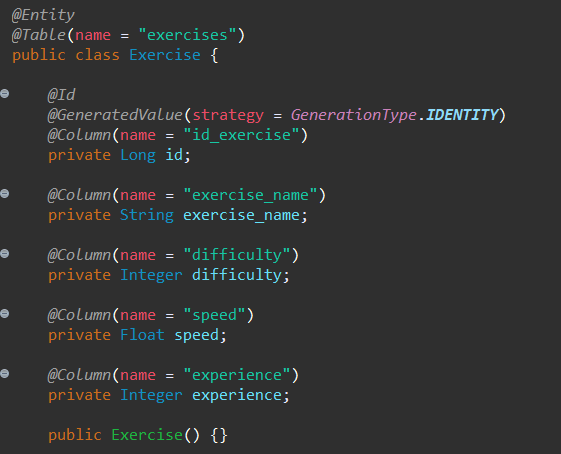 @Entity
@Table(name = "exercises")
public class Exercise {
@Id
@GeneratedValue(strategy = GenerationType.IDENTITY)
@Column(name = "id_exercise")
private Long id;
@Column(name = "exercise_name")
private String exercise_name;
@Column(name = "difficulty")
private Integer difficulty;
@Column(name = "speed")
private Float speed;
@Column(name = "experience")
private Integer experience;
public Exercise() {}